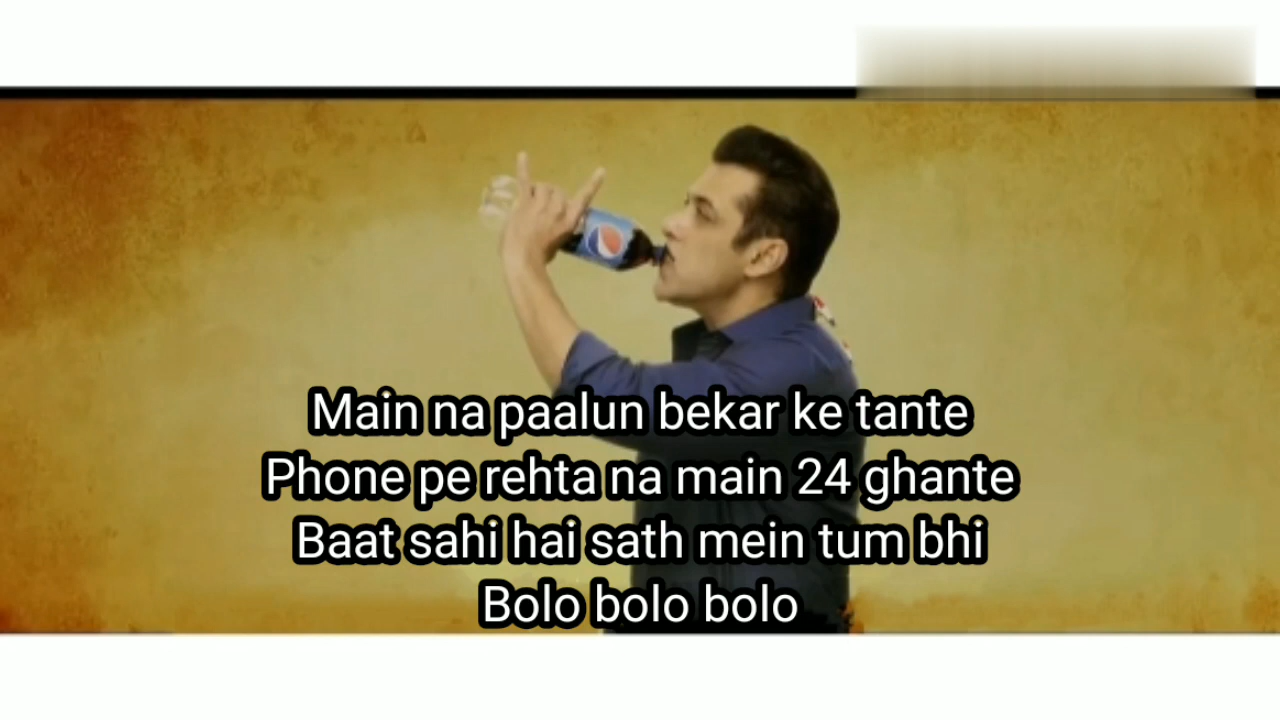 Main na paalun bekar ke tante
Phone pe rehta na main 24 ghante
Baat sahi hai sath mein tum bhi
Bolo bolo bolo